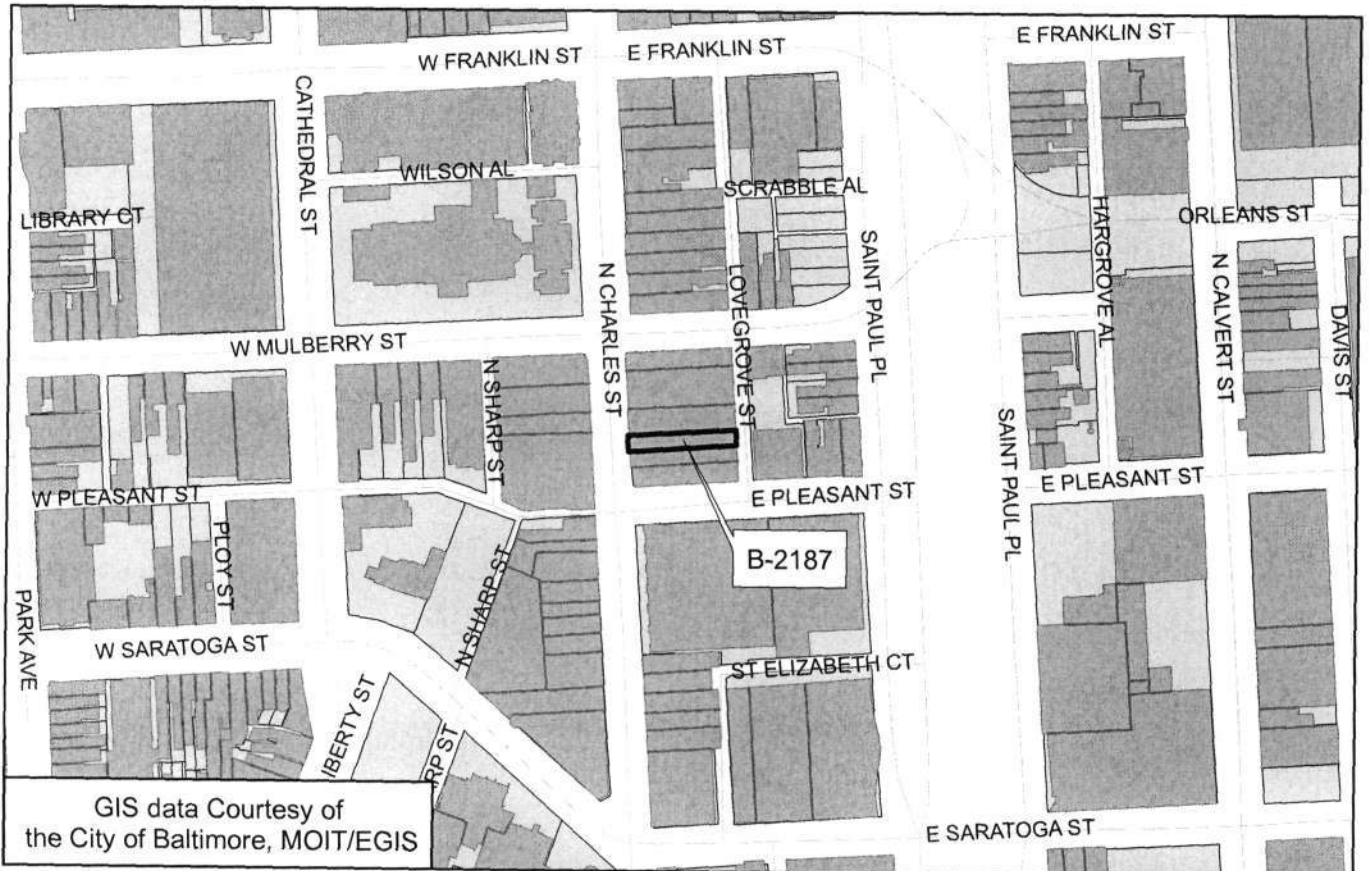 W FRANKLIN ST
E FRANKLIN ST
E FRANKLIN ST
CATHEDRAL ST
WILSON AL
SCRABBLE AL
LIBRARY CT
ORLEANS ST
HARGROVE AL
SAINT PAUL PL
N CHARLES ST
LOVEGROVE ST
N CALVERT ST
DAVIS ST
W MULBERRY ST
N SHARP ST
SAINT PAUL PL
W PLEASANT ST
E PLEASANT ST
E PLEASANT ST
PLOY ST
B-2187
N SHARP ST
PARK AVE
W SARATOGA ST
ST ELIZABETH CT
IBERTY ST
RP ST
E SARATOGA ST
GIS data Courtesy of
the City of Baltimore, MOIT/EGIS